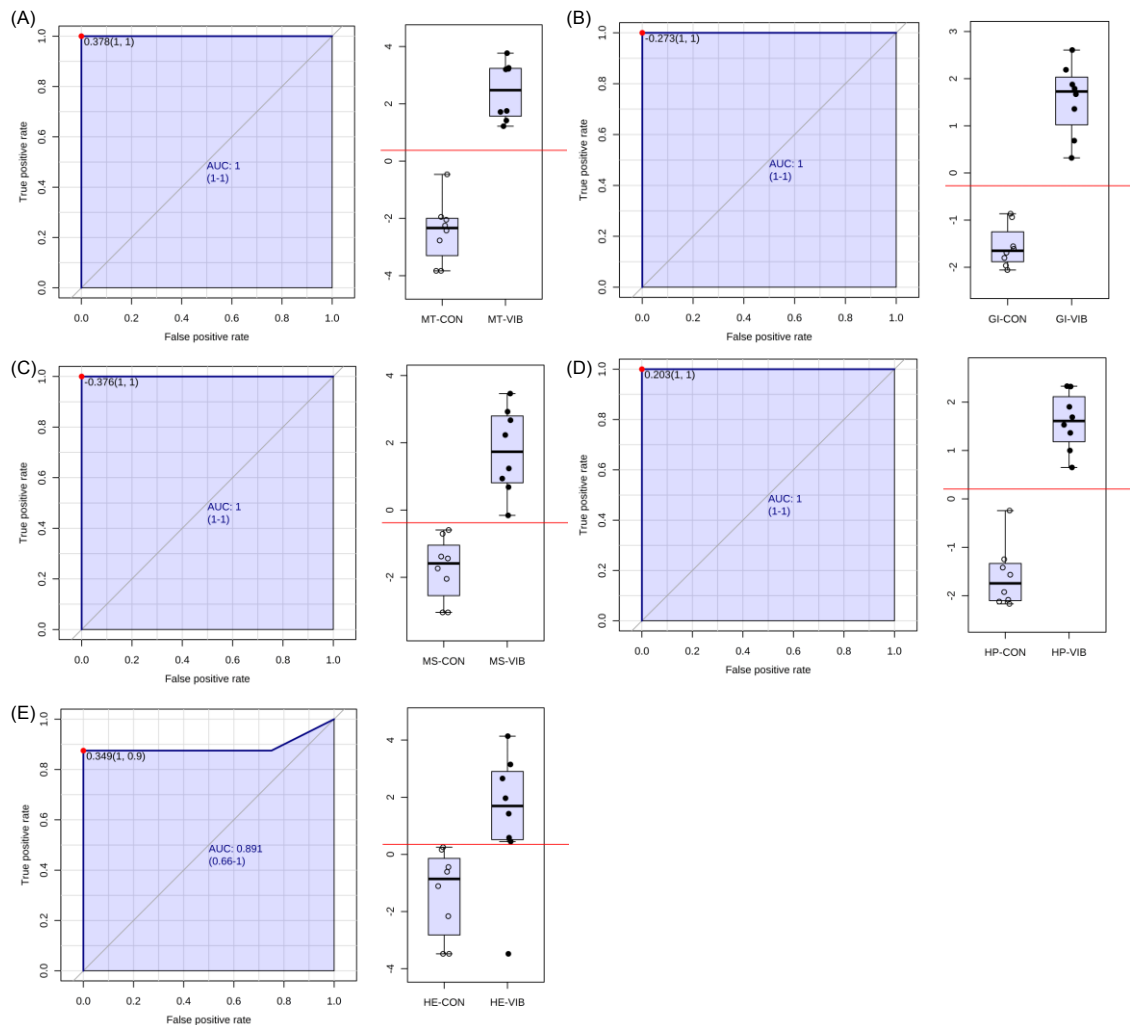 (A)
1.0
0.8
0.6
0.4
0.2
0.0
True positive rate
0.378(1, 1)
AUC: 1
(1-1)
0.0 0.2 0.4 0.6 0.8 1.0
False positive rate
4
2
0
-2
-4
MT-CON MT-VIB
(B)
1.0
0.8
0.6
0.4
0.2
0.0
True positive rate
-0.273(1, 1)
AUC: 1
(1-1)
0.0 0.2 0.4 0.6 0.8 1.0
False positive rate
3
2
1
0
-1
-2
GI-CON GI-VIB
(C)
1.0
0.8
0.6
0.4
0.2
0.0
True positive rate
-0.376(1, 1)
AUC: 1
(1-1)
0.0 0.2 0.4 0.6 0.8 1.0
False positive rate
4
2
0
-2
MS-CON MS-VIB
(D)
1.0
0.8
0.6
0.4
0.2
0.0
True positive rate
0.203(1, 1)
AUC: 1
(1-1)
0.0 0.2 0.4 0.6 0.8 1.0
False positive rate
2
1
0
-1
-2
HP-CON HP-VIB
(E)
1.0
0.8
0.6
0.4
0.2
0.0
True positive rate
0.349(1, 0.9)
AUC: 0.891
(0.66-1)
0.0 0.2 0.4 0.6 0.8 1.0
False positive rate
4
2
0
-2
-4
HE-CON HE-VIB